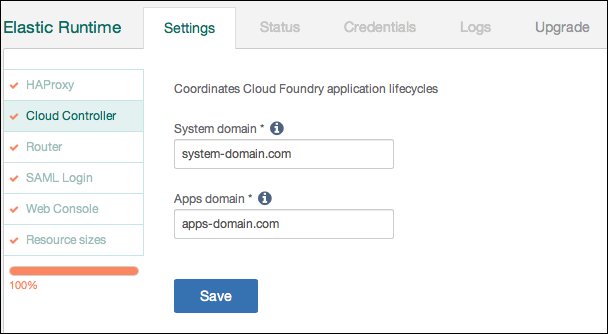 Elastic Runtime
Settings
Status
Credentials
Logs
Upgrade
HAProxy
Cloud Controller
Router
SAML Login
Web Console
Resource sizes
100%
Coordinates Cloud Foundry application lifecycles
System domain *
system-domain.com
Apps domain *
apps-domain.com
Save